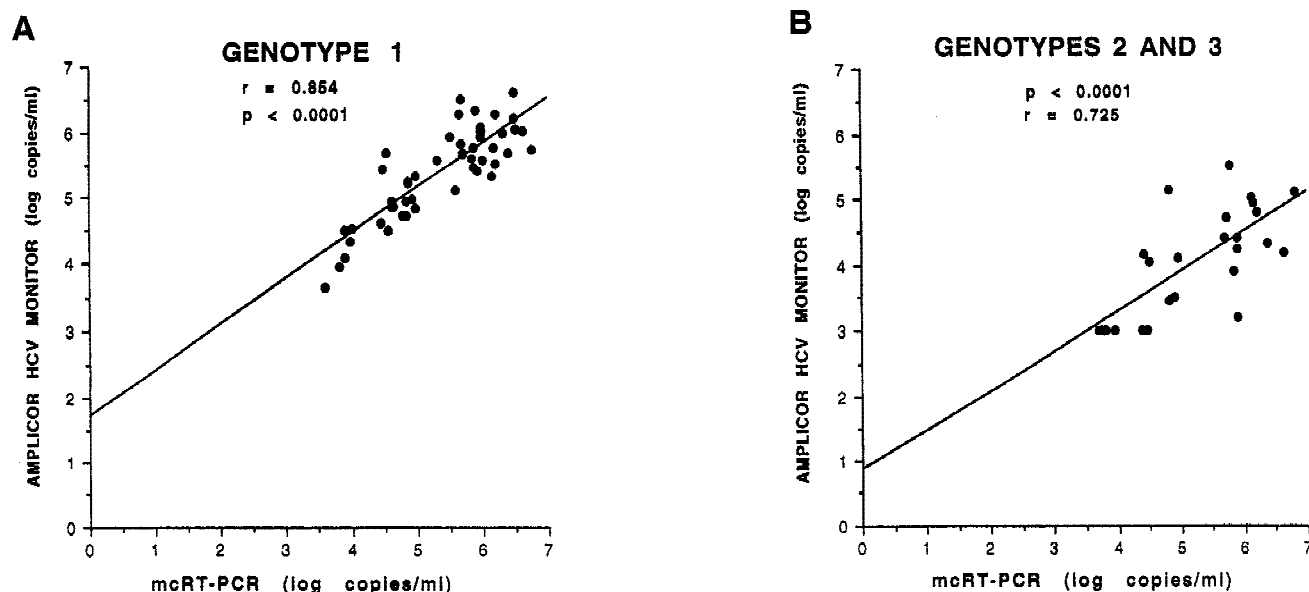 A
GENOTYPE 1
r = 0.854
p < 0.0001
AMPLICOR HCV MONITOR (log copies/ml)
7
6
5
4
3
2
1
0
0 1 2 3 4 5 6 7
mcRT-PCR (log copies/ml)
B
GENOTYPES 2 AND 3
p < 0.0001
r = 0.725
AMPLICOR HCV MONITOR (log copies/ml)
7
6
5
4
3
2
1
0
0 1 2 3 4 5 6 7
mcRT-PCR (log copies/ml)